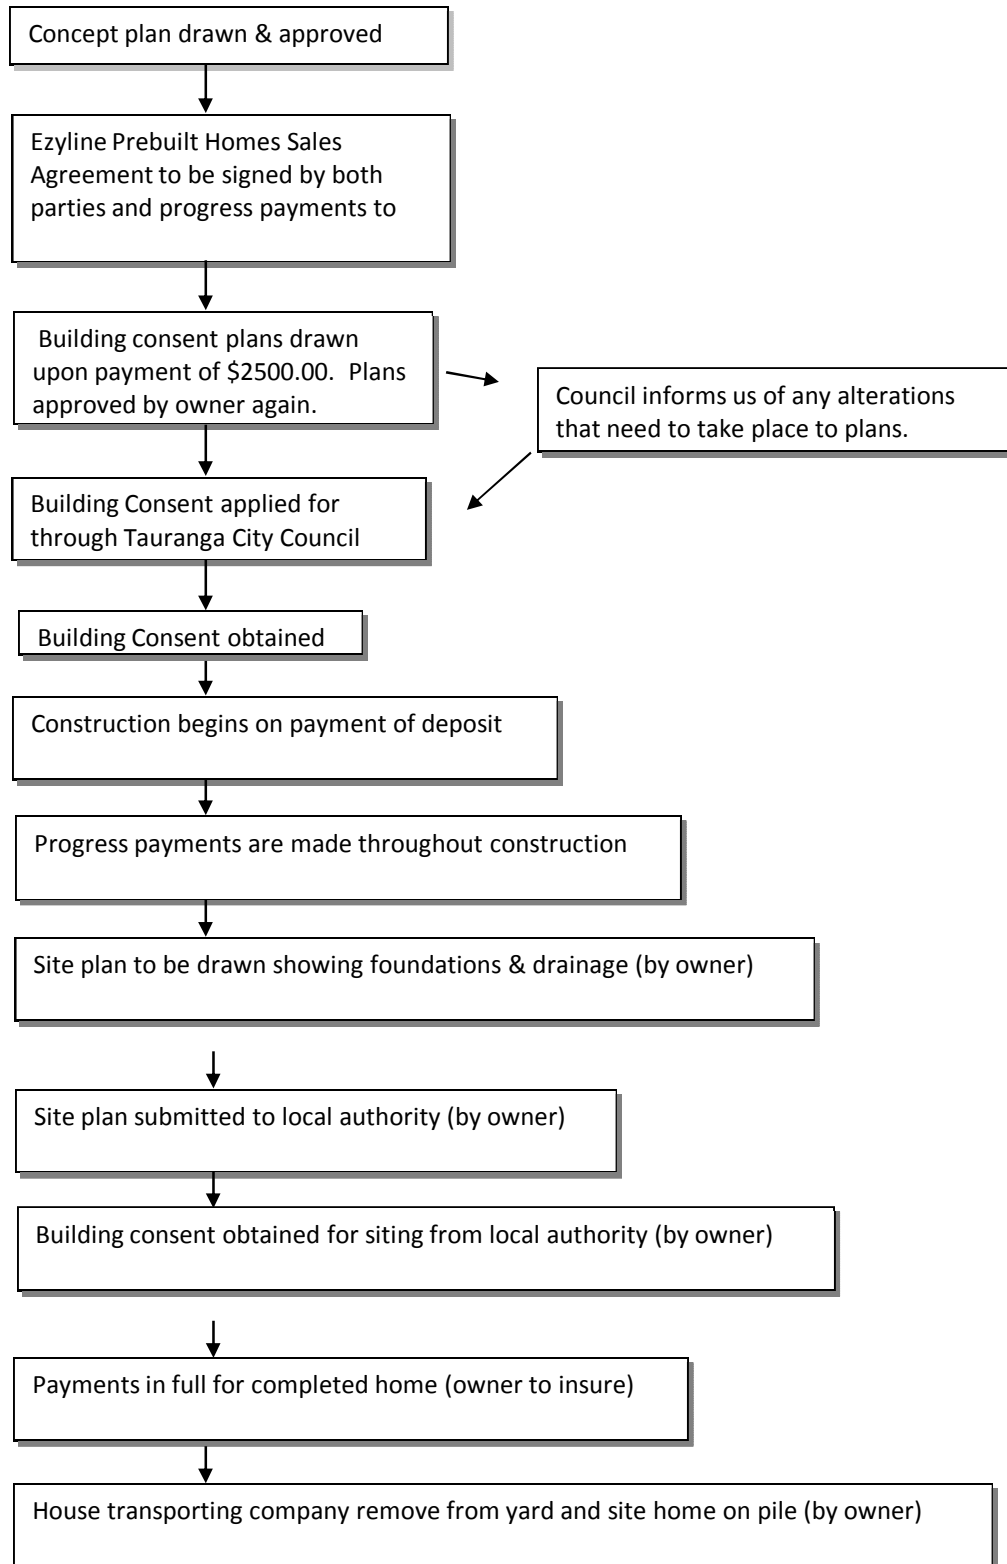 Concept plan drawn & approved
Ezyline Prebuilt Homes Sales
Agreement to be signed by both
parties and progress payments to
Building consent plans drawn
upon payment of $2500.00.  Plans
approved by owner again.
Council informs us of any alterations
that need to take place to plans.
Building Consent applied for
through Tauranga City Council
Building Consent obtained
Construction begins on payment of deposit
Progress payments are made throughout construction
Site plan to be drawn showing foundations & drainage (by owner)
Site plan submitted to local authority (by owner)
Building consent obtained for siting from local authority (by owner)
Payments in full for completed home (owner to insure)
House transporting company remove from yard and site home on pile (by owner)